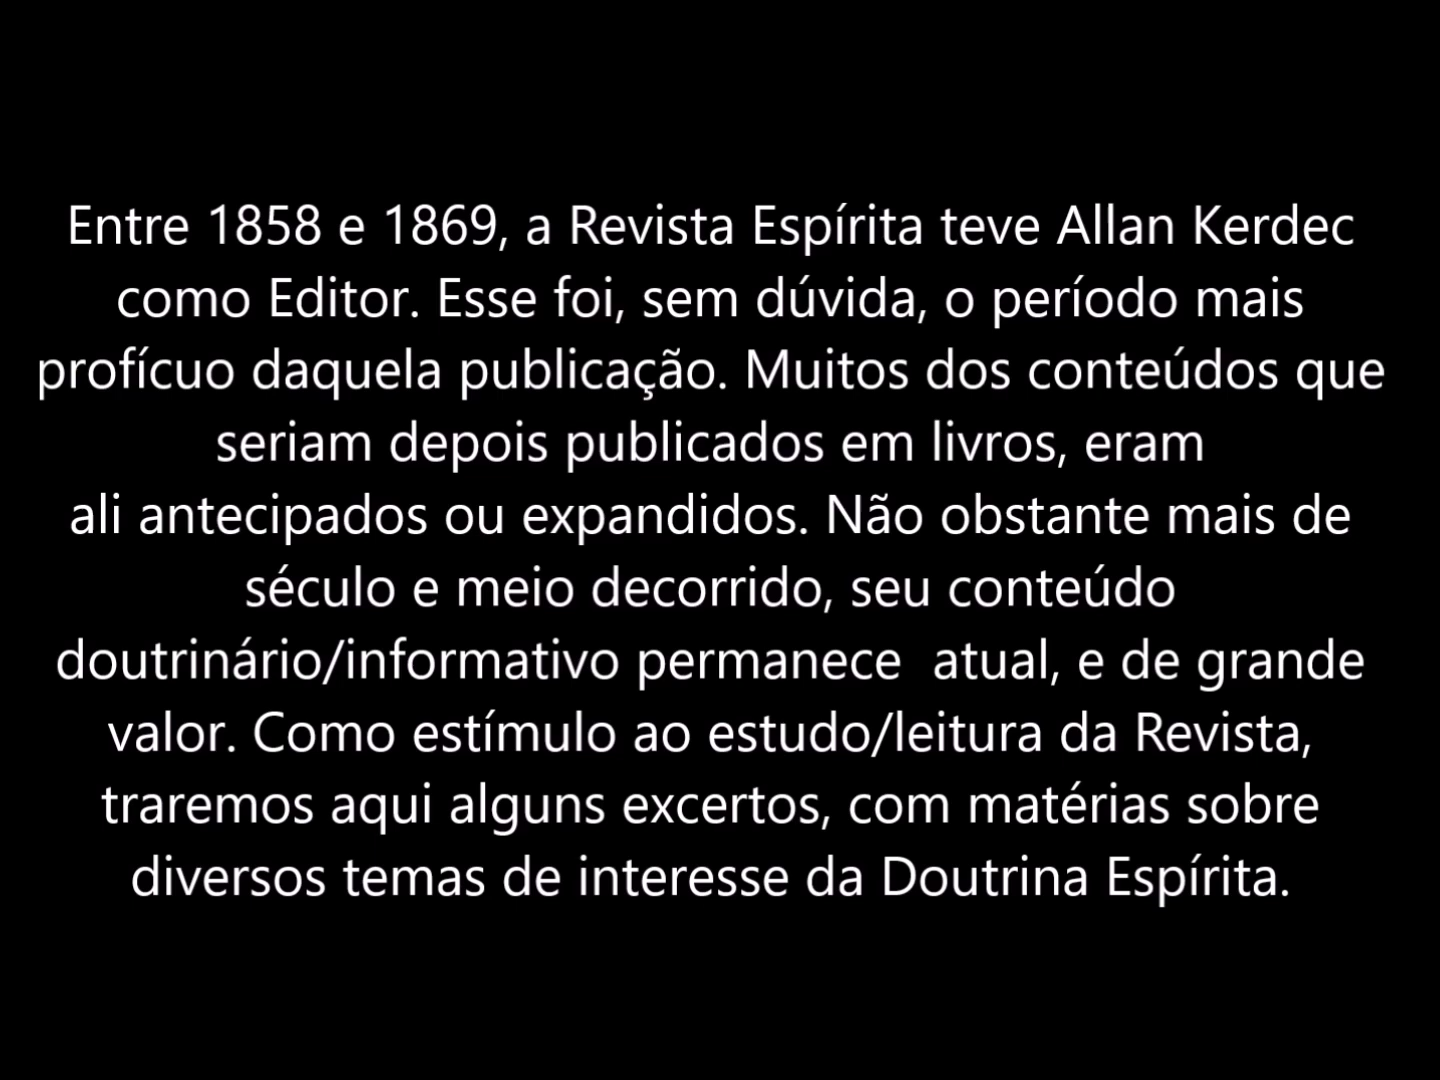 Entre 1858 e 1869, a Revista Espírita teve Allan Kerdec
como Editor. Esse foi, sem dúvida, o período mais
profícuo daquela publicação. Muitos dos conteúdos que
seriam depois publicados em livros, eram
ali antecipados ou expandidos. Não obstante mais de
século e meio decorrido, seu conteúdo
doutrinário/informativo permanece  atual, e de grande
valor. Como estímulo ao estudo/leitura da Revista,
traremos aqui alguns excertos, com matérias sobre
diversos temas de interesse da Doutrina Espírita.